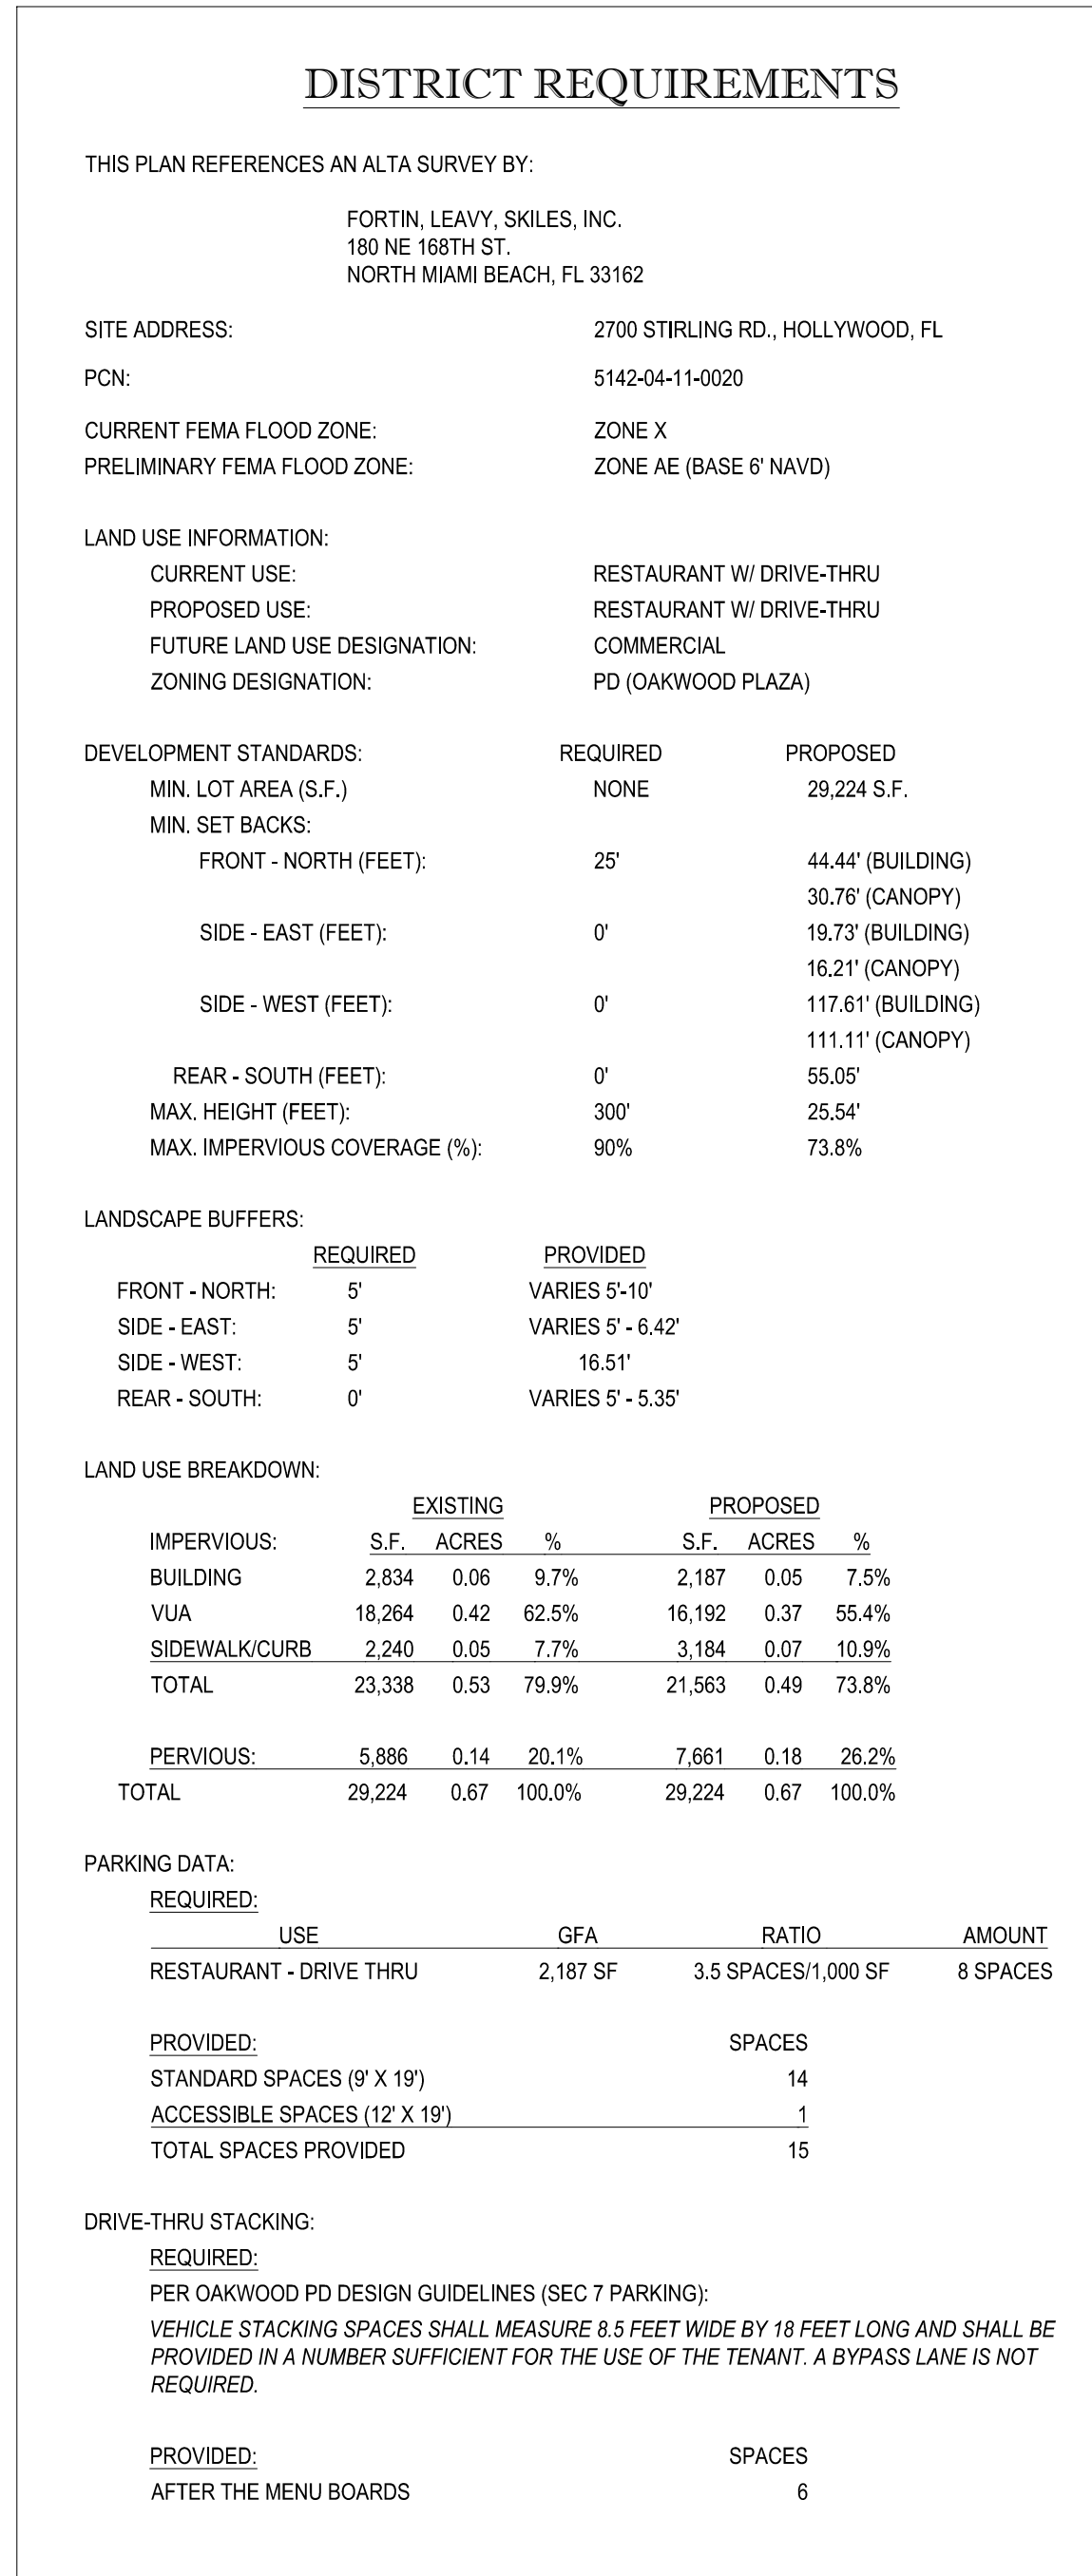 DISTRICT REQUIREMENTS
THIS PLAN REFERENCES AN ALTA SURVEY BY:
FORTIN, LEAVY, SKILES, INC.
180 NE 168TH ST.
NORTH MIAMI BEACH, FL 33162
SITE ADDRESS: 2700 STIRLING RD., HOLLYWOOD, FL
PCN: 5142-04-11-0020
CURRENT FEMA FLOOD ZONE: ZONE X
PRELIMINARY FEMA FLOOD ZONE: ZONE AE (BASE 6' NAVD)
LAND USE INFORMATION:
CURRENT USE: RESTAURANT W/ DRIVE-THRU
PROPOSED USE: RESTAURANT W/ DRIVE-THRU
FUTURE LAND USE DESIGNATION: COMMERCIAL
ZONING DESIGNATION: PD (OAKWOOD PLAZA)
DEVELOPMENT STANDARDS: REQUIRED PROPOSED
MIN. LOT AREA (S.F.) NONE 29,224 S.F.
MIN. SET BACKS:
FRONT - NORTH (FEET): 25' 44.44' (BUILDING)
30.76' (CANOPY)
SIDE - EAST (FEET): 0' 19.73' (BUILDING)
16.21' (CANOPY)
SIDE - WEST (FEET): 0' 117.61' (BUILDING)
111.11' (CANOPY)
REAR - SOUTH (FEET): 0' 55.05'
MAX. HEIGHT (FEET): 300' 25.54'
MAX. IMPERVIOUS COVERAGE (%): 90% 73.8%
LANDSCAPE BUFFERS:
REQUIRED PROVIDED
FRONT - NORTH: 5' VARIES 5'-10'
SIDE - EAST: 5' VARIES 5' - 6.42'
SIDE - WEST: 5' 16.51'
REAR - SOUTH: 0' VARIES 5' - 5.35'
LAND USE BREAKDOWN:
EXISTING PROPOSED
IMPERVIOUS: S.F. ACRES % S.F. ACRES %
BUILDING 2,834 0.06 9.7% 2,187 0.05 7.5%
VUA 18,264 0.42 62.5% 16,192 0.37 55.4%
SIDEWALK/CURB 2,240 0.05 7.7% 3,184 0.07 10.9%
TOTAL 23,338 0.53 79.9% 21,563 0.49 73.8%
PERVIOUS: 5,886 0.14 20.1% 7,661 0.18 26.2%
TOTAL 29,224 0.67 100.0% 29,224 0.67 100.0%
PARKING DATA:
REQUIRED:
USE GFA RATIO AMOUNT
RESTAURANT - DRIVE THRU 2,187 SF 3.5 SPACES/1,000 SF 8 SPACES
PROVIDED: SPACES
STANDARD SPACES (9' X 19') 14
ACCESSIBLE SPACES (12' X 19') 1
TOTAL SPACES PROVIDED 15
DRIVE-THRU STACKING:
REQUIRED:
PER OAKWOOD PD DESIGN GUIDELINES (SEC 7 PARKING):
VEHICLE STACKING SPACES SHALL MEASURE 8.5 FEET WIDE BY 18 FEET LONG AND SHALL BE
PROVIDED IN A NUMBER SUFFICIENT FOR THE USE OF THE TENANT. A BYPASS LANE IS NOT
REQUIRED.
PROVIDED: SPACES
AFTER THE MENU BOARDS 6